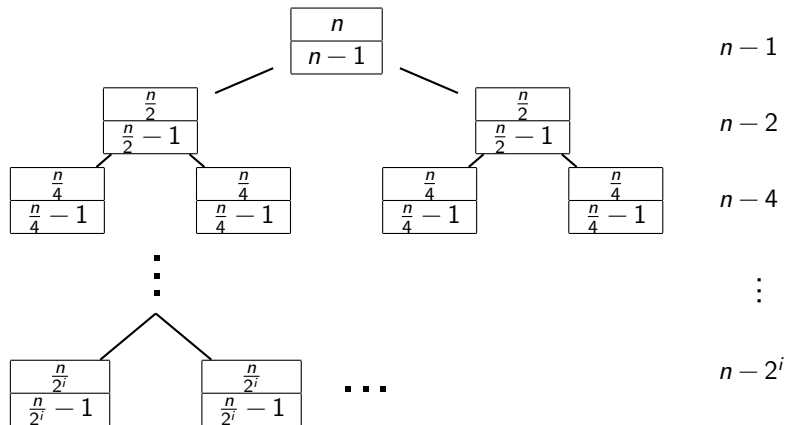 n
n − 1
n − 1
n/2
n/2
n/2 − 1
n/2 − 1
n − 2
n/4
n/4
n/4
n/4
n/4 − 1
n/4 − 1
n/4 − 1
n/4 − 1
n − 4
⋮
⋮
n/2^i
n/2^i
n/2^i − 1
n/2^i − 1
...
n − 2^i